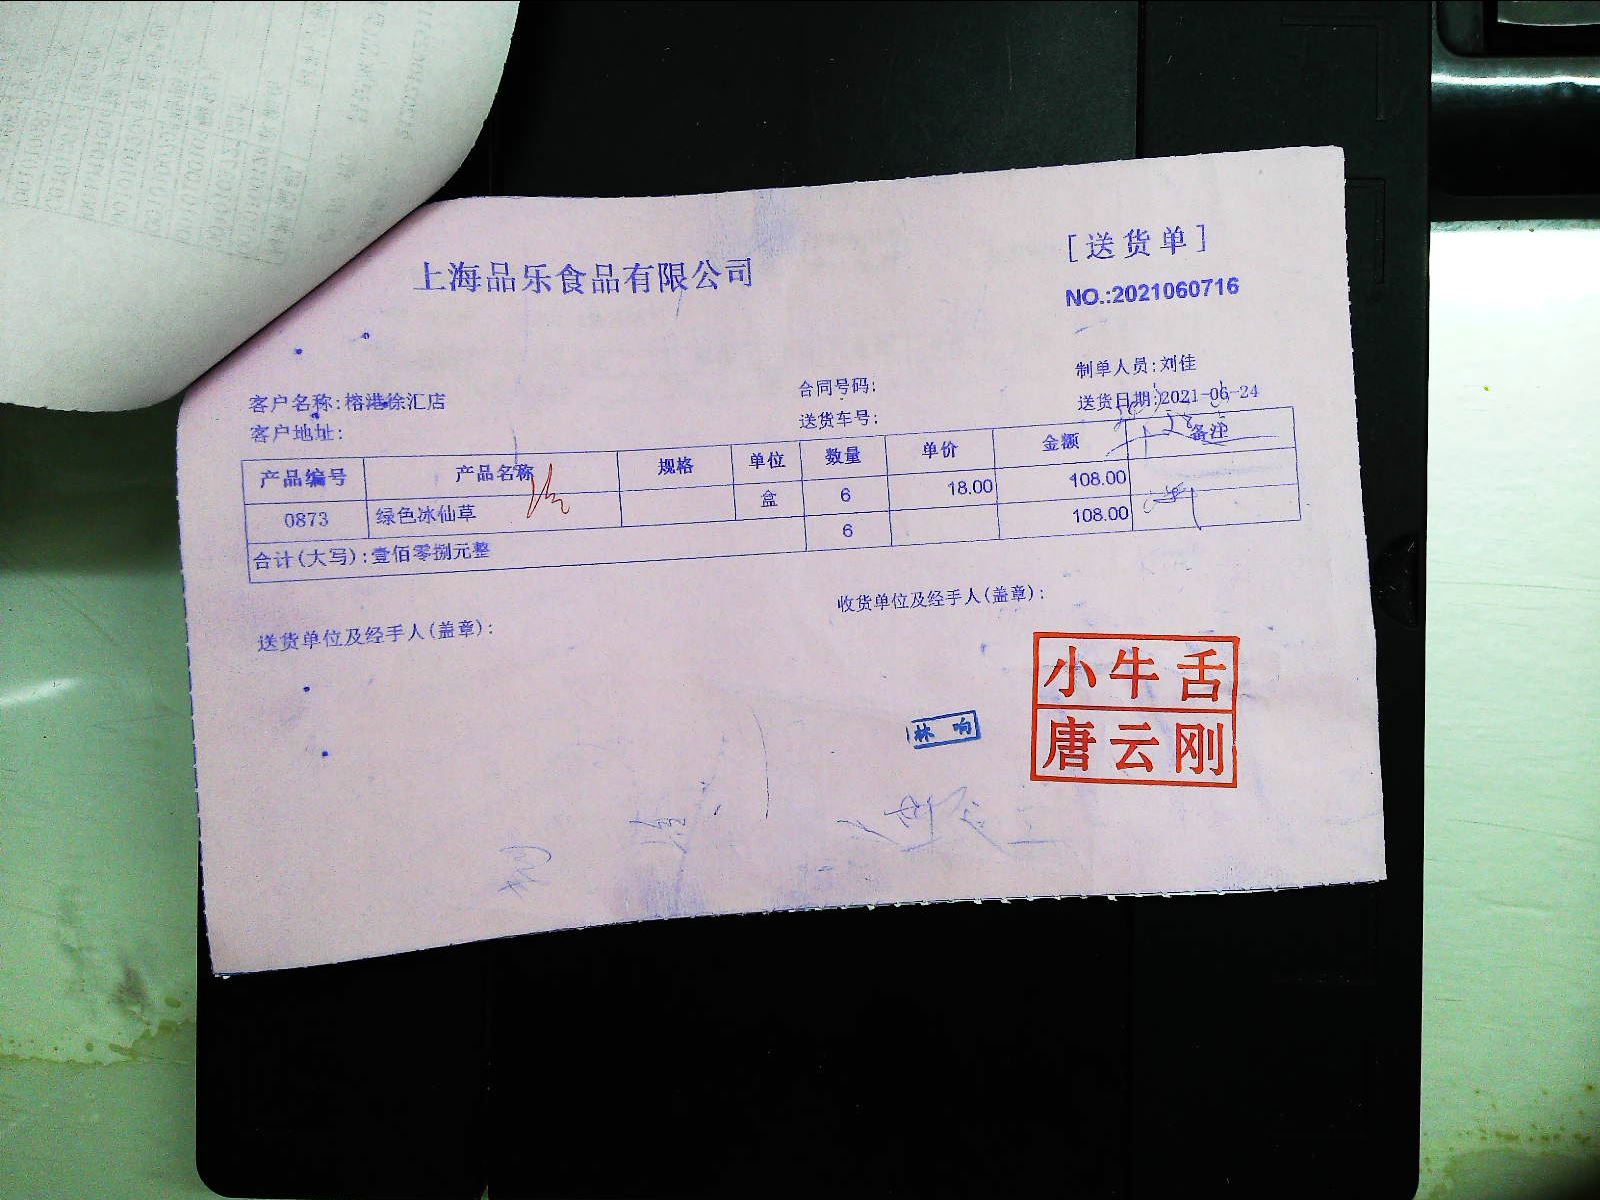 上海品乐食品有限公司
[送货单]
NO.:2021060716
制单人员:刘佳
客户名称:榕港徐汇店
合同号码:
送货日期:2021-06-24
客户地址:
送货车号:
产品编号 产品名称 规格 单位 数量 单价 金额 备注
0873 绿色冰仙草 盒 6 18.00 108.00
合计(大写):壹佰零捌元整 6 108.00
送货单位及经手人(盖章):
收货单位及经手人(盖章):
小牛舌
唐云刚
林响